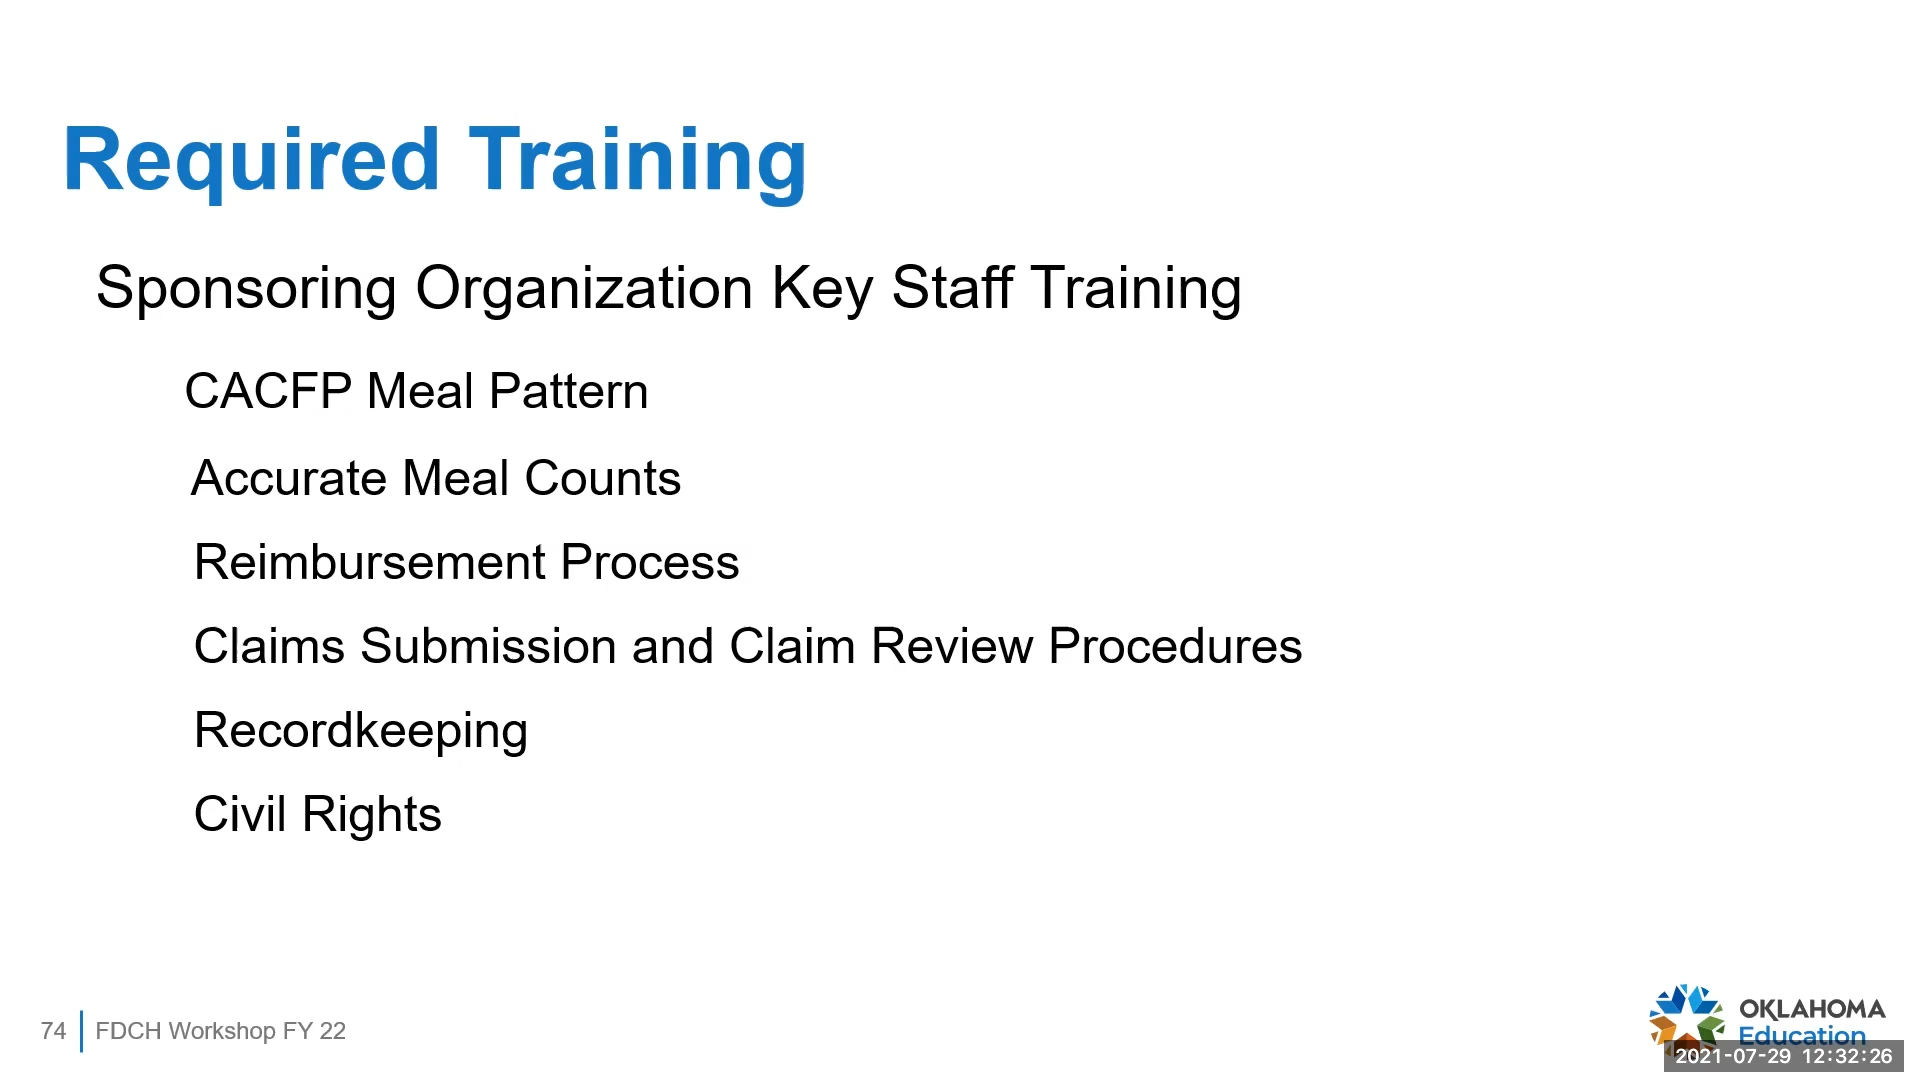 Required Training
Sponsoring Organization Key Staff Training
CACFP Meal Pattern
Accurate Meal Counts
Reimbursement Process
Claims Submission and Claim Review Procedures
Recordkeeping
Civil Rights
74
FDCH Workshop FY 22
OKLAHOMA
Education
2021-07-29 12:32:26